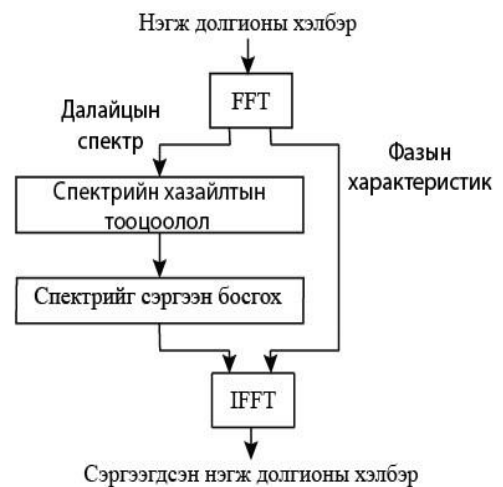 Нэгж долгионы хэлбэр
FFT
Далайцын
спектр
Фазын
характеристик
Спектрийн хазайлтын
тооцоолол
Спектрийг сэргээн босгох
IFFT
Сэргээгдсэн нэгж долгионы хэлбэр